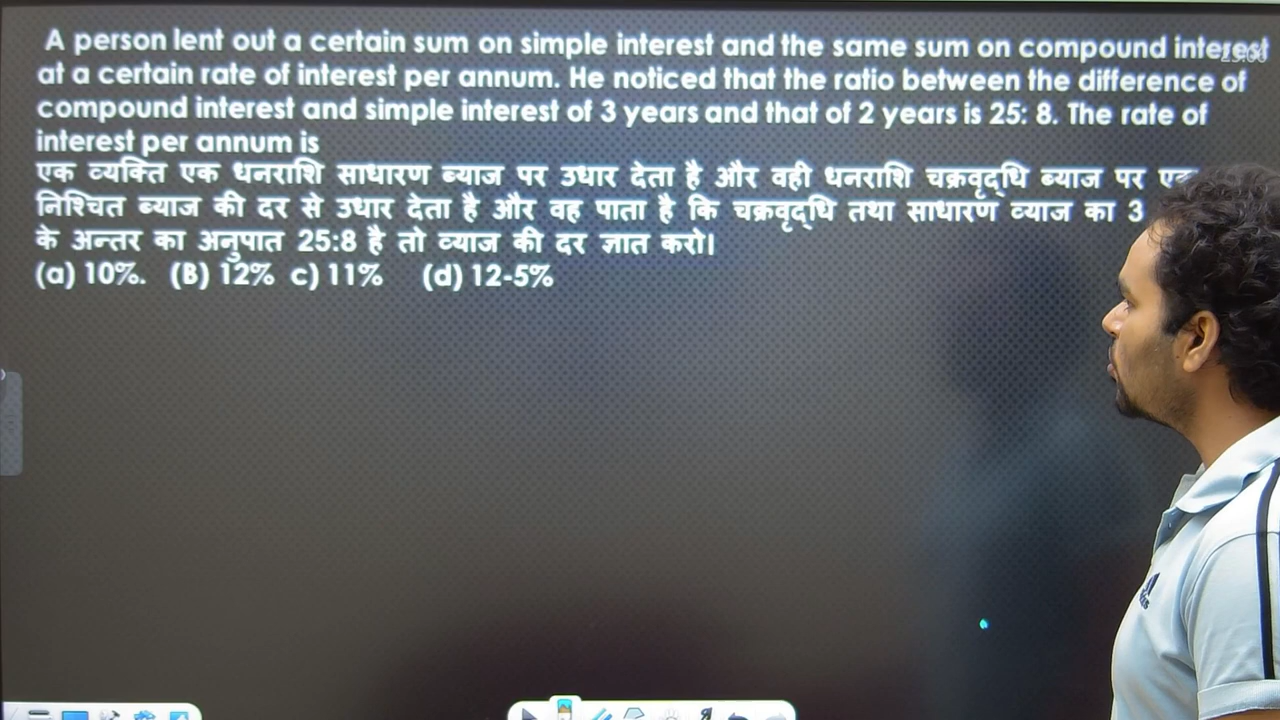 A person lent out a certain sum on simple interest and the same sum on compound interest
at a certain rate of interest per annum. He noticed that the ratio between the difference of
compound interest and simple interest of 3 years and that of 2 years is 25: 8. The rate of
interest per annum is
एक व्यक्ति एक धनराशि साधारण ब्याज पर उधार देता है और वही धनराशि चक्रवृद्धि ब्याज पर एक
निश्चित ब्याज की दर से उधार देता है और वह पाता है कि चक्रवृद्धि तथा साधारण ब्याज का 3
के अन्तर का अनुपात 25:8 है तो ब्याज की दर ज्ञात करो।
(a) 10%. (B) 12% c) 11% (d) 12-5%